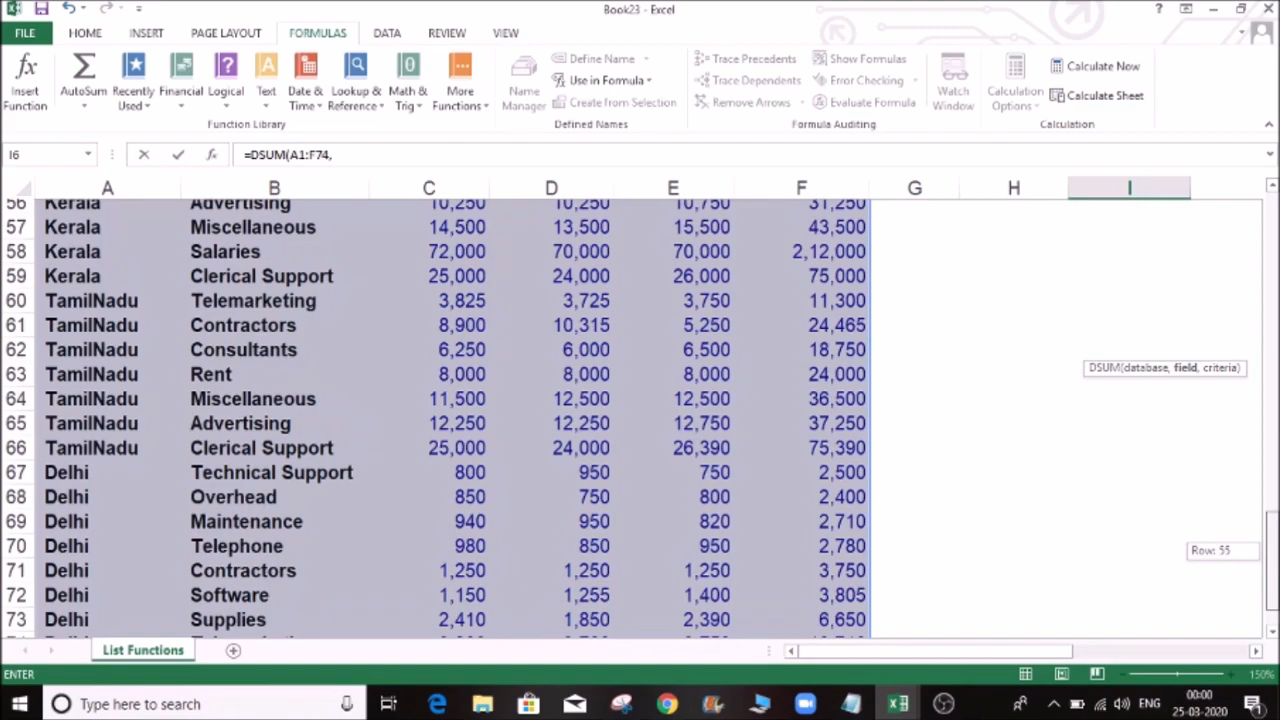 Book23 - Excel
FILE HOME INSERT PAGE LAYOUT FORMULAS DATA REVIEW VIEW
Insert Function
AutoSum
Recently Used
Financial
Logical
Text
Date & Time
Lookup & Reference
Math & Trig
More Functions
Function Library
Name Manager
Define Name
Use in Formula
Create from Selection
Defined Names
Trace Precedents
Trace Dependents
Remove Arrows
Show Formulas
Error Checking
Evaluate Formula
Formula Auditing
Watch Window
Calculation Options
Calculate Now
Calculate Sheet
Calculation
I6 fx =DSUM(A1:F74,
A B C D E F G H I
56 Kerala Advertising 10,250 10,250 10,750 31,250
57 Kerala Miscellaneous 14,500 13,500 15,500 43,500
58 Kerala Salaries 72,000 70,000 70,000 2,12,000
59 Kerala Clerical Support 25,000 24,000 26,000 75,000
60 TamilNadu Telemarketing 3,825 3,725 3,750 11,300
61 TamilNadu Contractors 8,900 10,315 5,250 24,465
62 TamilNadu Consultants 6,250 6,000 6,500 18,750
63 TamilNadu Rent 8,000 8,000 8,000 24,000
DSUM(database, field, criteria)
64 TamilNadu Miscellaneous 11,500 12,500 12,500 36,500
65 TamilNadu Advertising 12,250 12,250 12,750 37,250
66 TamilNadu Clerical Support 25,000 24,000 26,390 75,390
67 Delhi Technical Support 800 950 750 2,500
68 Delhi Overhead 850 750 800 2,400
69 Delhi Maintenance 940 950 820 2,710
70 Delhi Telephone 980 850 950 2,780
Row: 55
71 Delhi Contractors 1,250 1,250 1,250 3,750
72 Delhi Software 1,150 1,255 1,400 3,805
73 Delhi Supplies 2,410 1,850 2,390 6,650
List Functions
ENTER 150%
Type here to search
ENG
00:00
25-03-2020